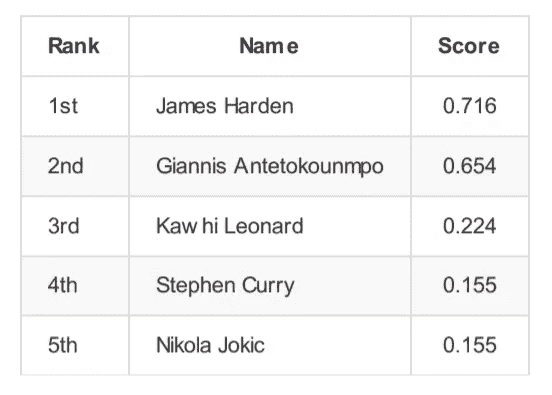 Rank Name Score
1st James Harden 0.716
2nd Giannis Antetokounmpo 0.654
3rd Kawhi Leonard 0.224
4th Stephen Curry 0.155
5th Nikola Jokic 0.155